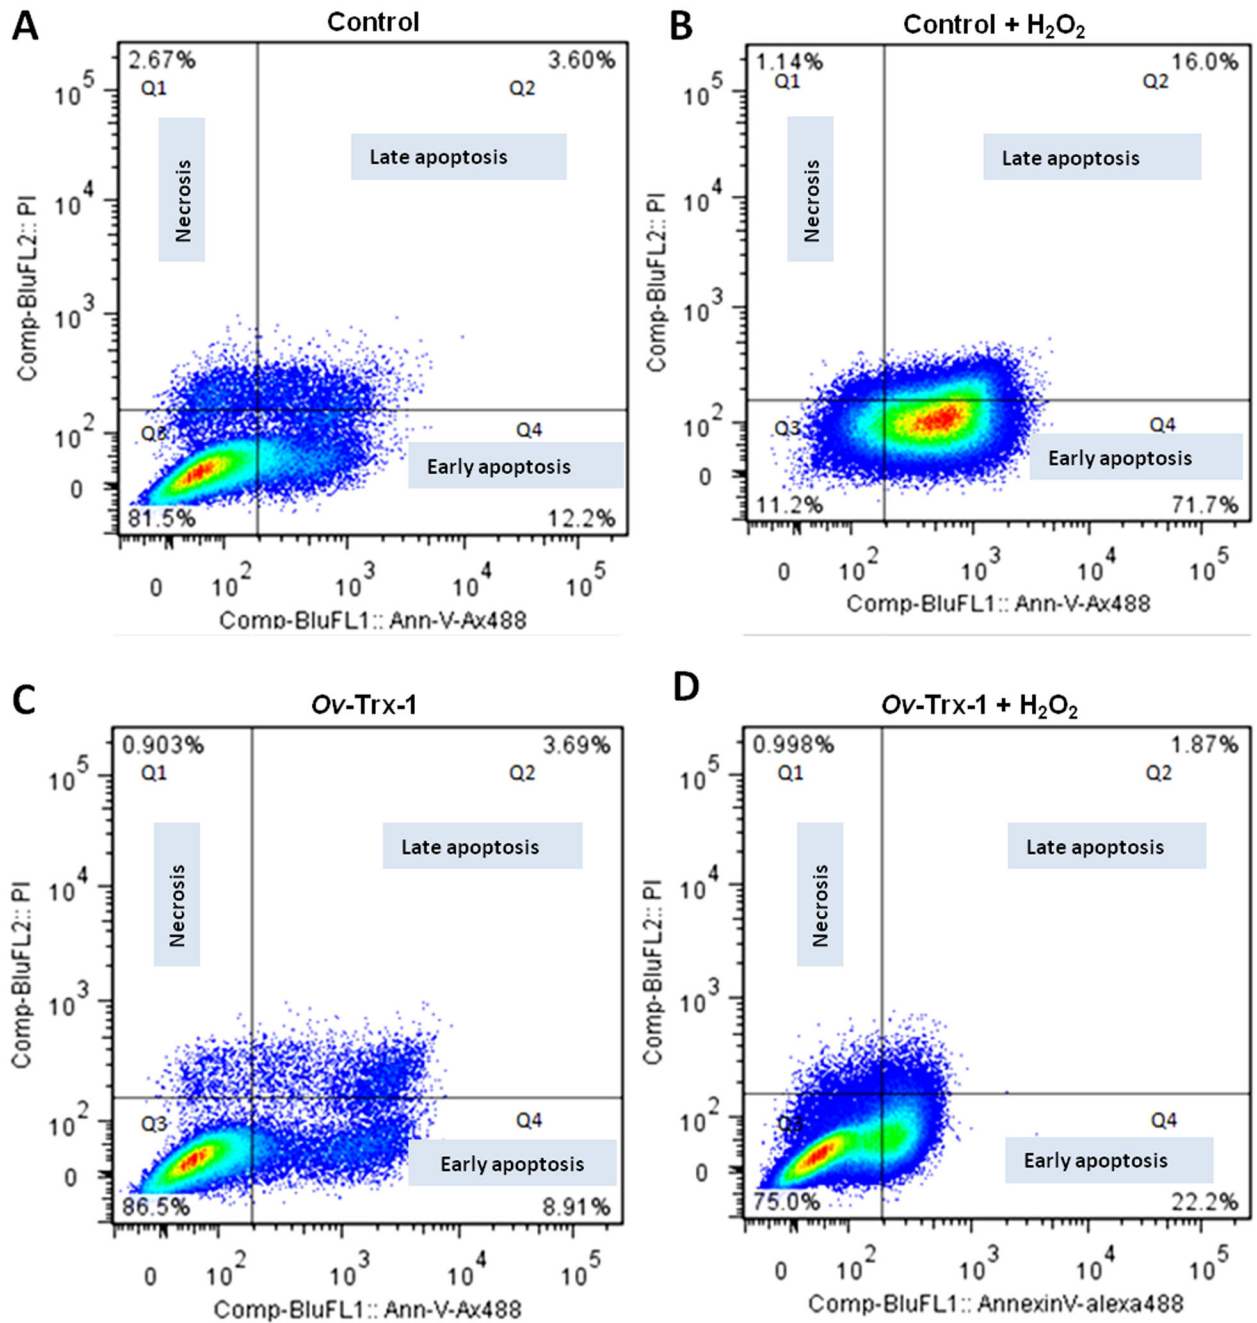 A
Control
2.67%
3.60%
Q1
Q2
Necrosis
Late apoptosis
Q3
Q4
Early apoptosis
81.5%
12.2%
10^5
10^4
10^3
10^2
0
Comp-BluFL2:: PI
0 10^2 10^3 10^4 10^5
Comp-BluFL1:: Ann-V-Ax488
B
Control + H₂O₂
1.14%
16.0%
Q1
Q2
Necrosis
Late apoptosis
Q3
Q4
Early apoptosis
11.2%
71.7%
10^5
10^4
10^3
10^2
0
Comp-BluFL2:: PI
0 10^2 10^3 10^4 10^5
Comp-BluFL1:: Ann-V-Ax488
C
Ov-Trx-1
0.903%
3.69%
Q1
Q2
Necrosis
Late apoptosis
Q3
Q4
Early apoptosis
86.5%
8.91%
10^5
10^4
10^3
10^2
0
Comp-BluFL2:: PI
0 10^2 10^3 10^4 10^5
Comp-BluFL1:: Ann-V-Ax488
D
Ov-Trx-1 + H₂O₂
0.998%
1.87%
Q1
Q2
Necrosis
Late apoptosis
Q3
Q4
Early apoptosis
75.0%
22.2%
10^5
10^4
10^3
10^2
0
Comp-BluFL2:: PI
0 10^2 10^3 10^4 10^5
Comp-BluFL1:: AnnexinV-alexa488